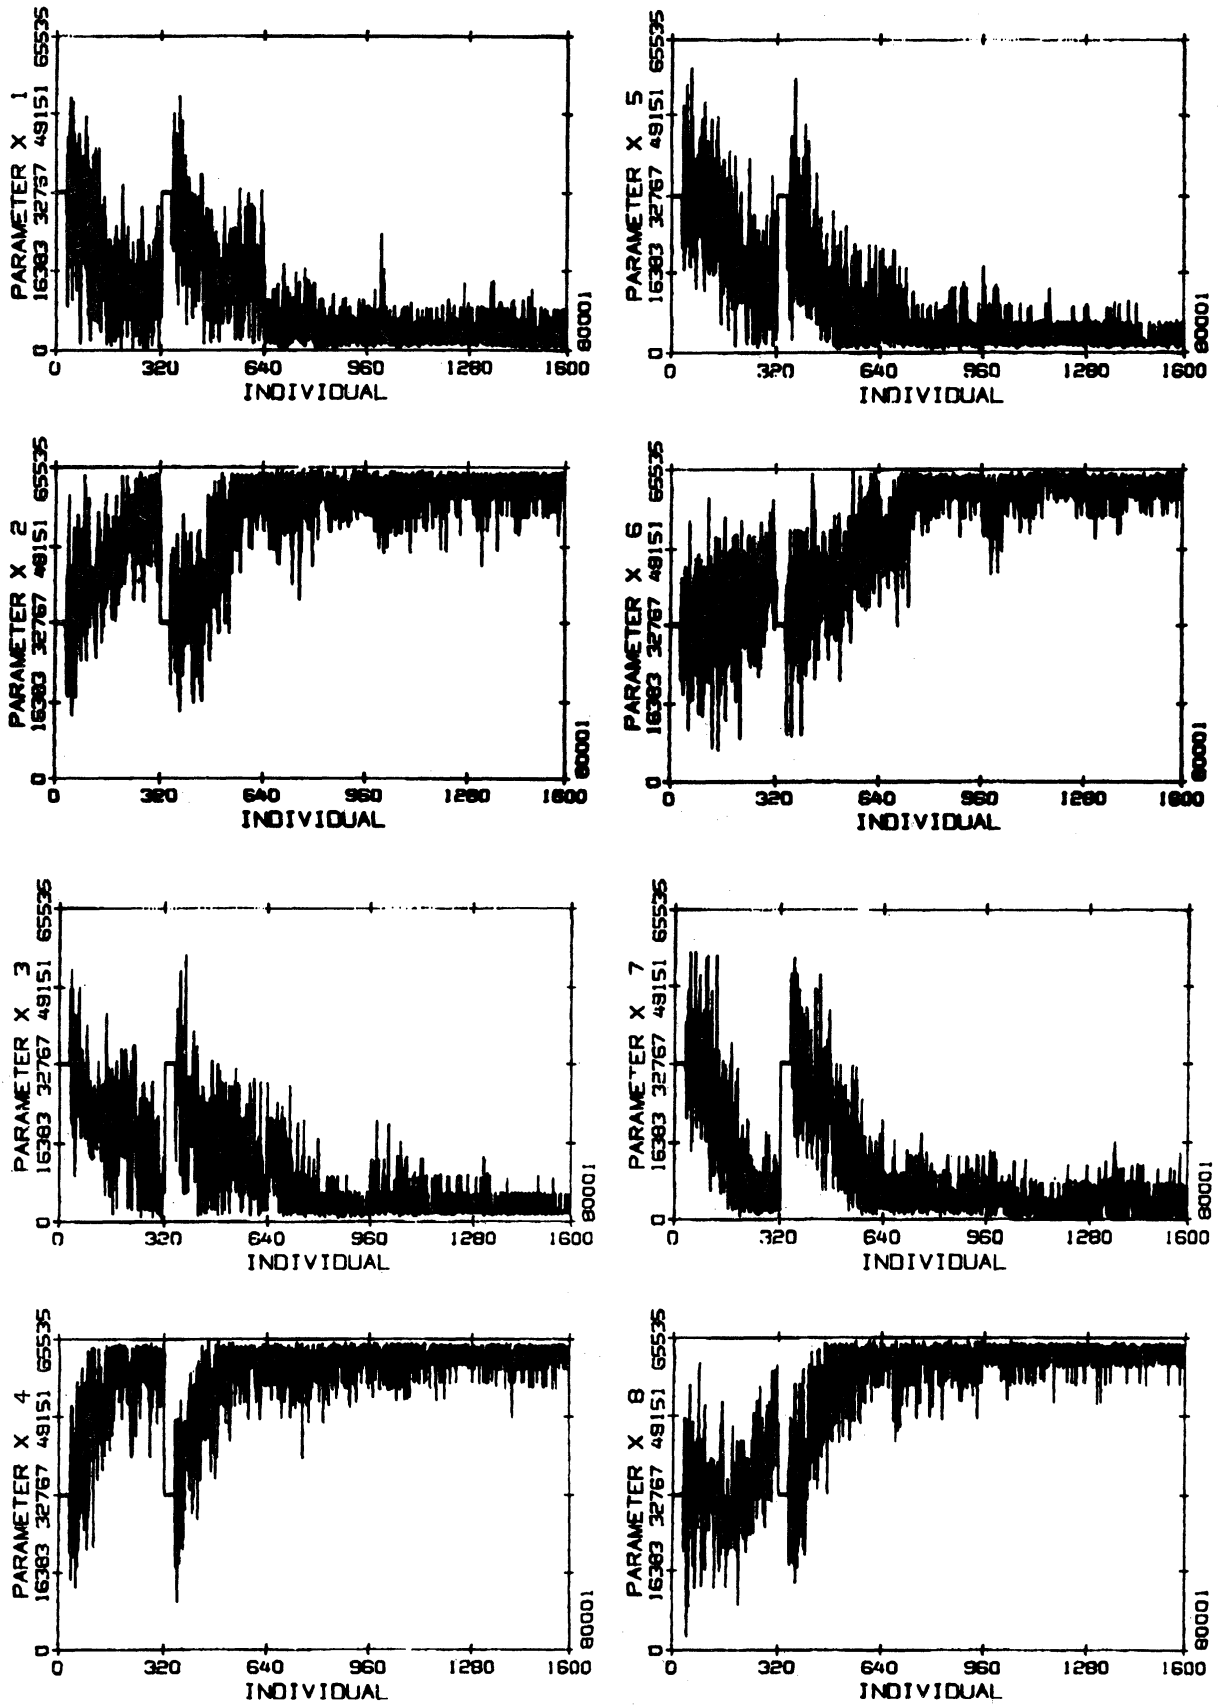 PARAMETER X 1
65535
49151
32767
16383
0
0 320 640 960 1280 1600
INDIVIDUAL
80001
PARAMETER X 5
65535
49151
32767
16383
0
0 320 640 960 1280 1600
INDIVIDUAL
80001
PARAMETER X 2
65535
49151
32767
16383
0
0 320 640 960 1280 1600
INDIVIDUAL
80001
PARAMETER X 6
65535
49151
32767
16383
0
0 320 640 960 1280 1600
INDIVIDUAL
80001
PARAMETER X 3
65535
49151
32767
16383
0
0 320 640 960 1280 1600
INDIVIDUAL
80001
PARAMETER X 7
65535
49151
32767
16383
0
0 320 640 960 1280 1600
INDIVIDUAL
80001
PARAMETER X 4
65535
49151
32767
16383
0
0 320 640 960 1280 1600
INDIVIDUAL
80001
PARAMETER X 8
65535
49151
32767
16383
0
0 320 640 960 1280 1600
INDIVIDUAL
80001